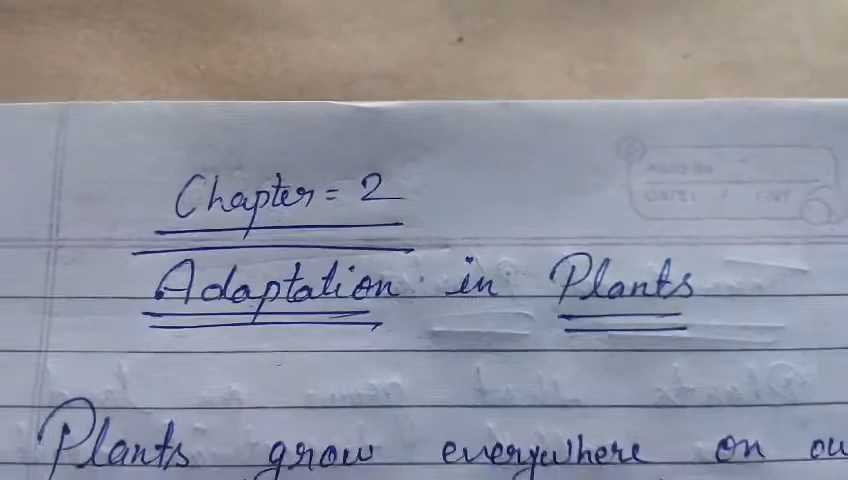 Chapter = 2
Adaptation in Plants
Plants grow everywhere on